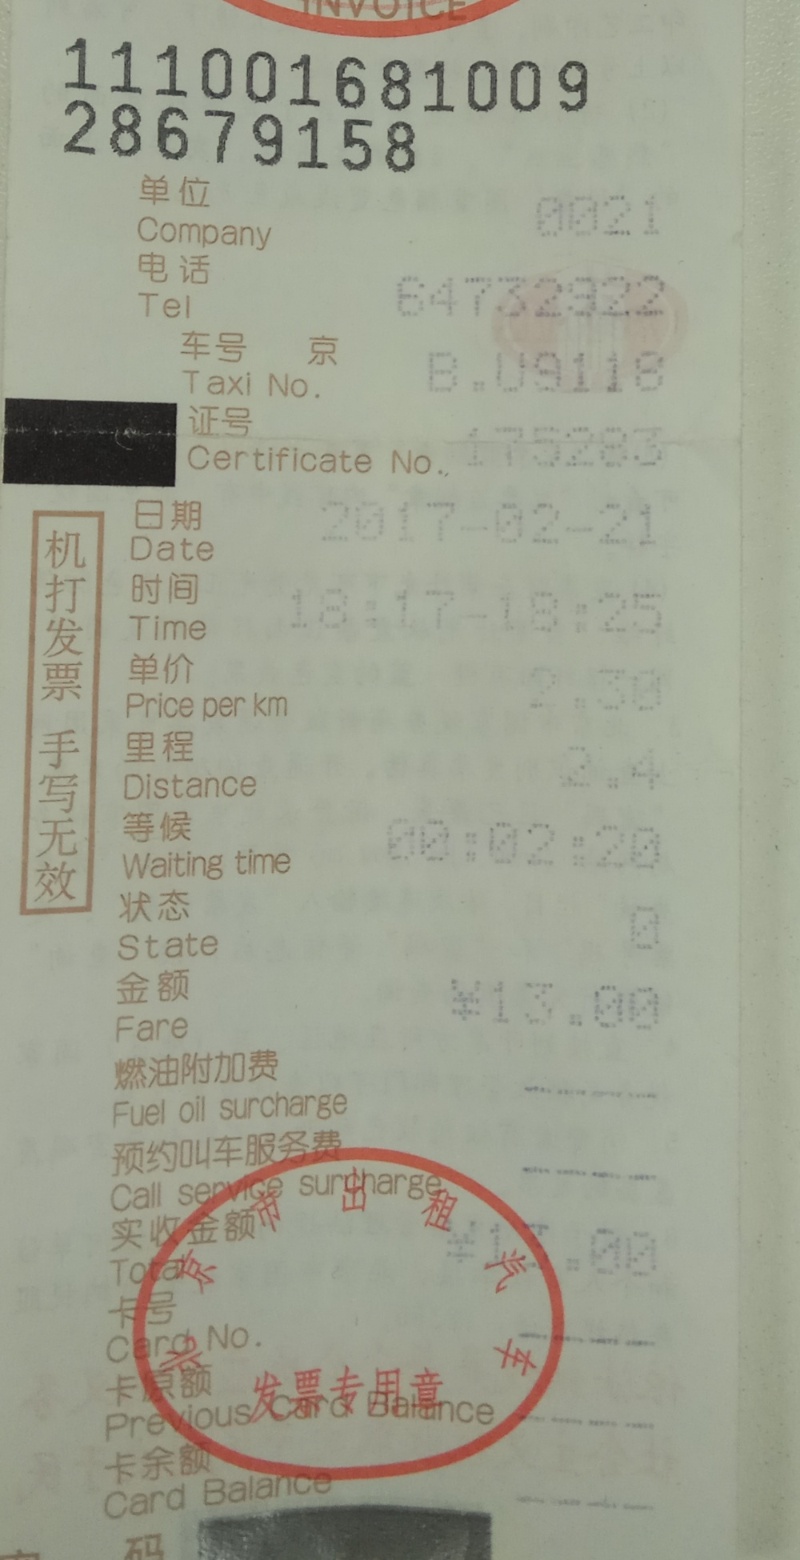 INVOICE
111001681009
28679158
单位 0021
Company
电话 64732922
Tel
车号 京 B.U9118
Taxi No.
证号 175283
Certificate No.
日期 2017-02-21
Date
时间 18:17-18:25
Time
单价 2.30
Price per km
里程 2.4
Distance
等候 00:02:20
Waiting time
状态 0
State
金额 ¥13.00
Fare
燃油附加费
Fuel oil surcharge
预约叫车服务费
Call service surcharge
实收金额 ¥13.00
Total
卡号
Card No.
卡原额
Previous Card Balance
卡余额
Card Balance
机打发票 手写无效
北京市出租汽车
发票专用章
码